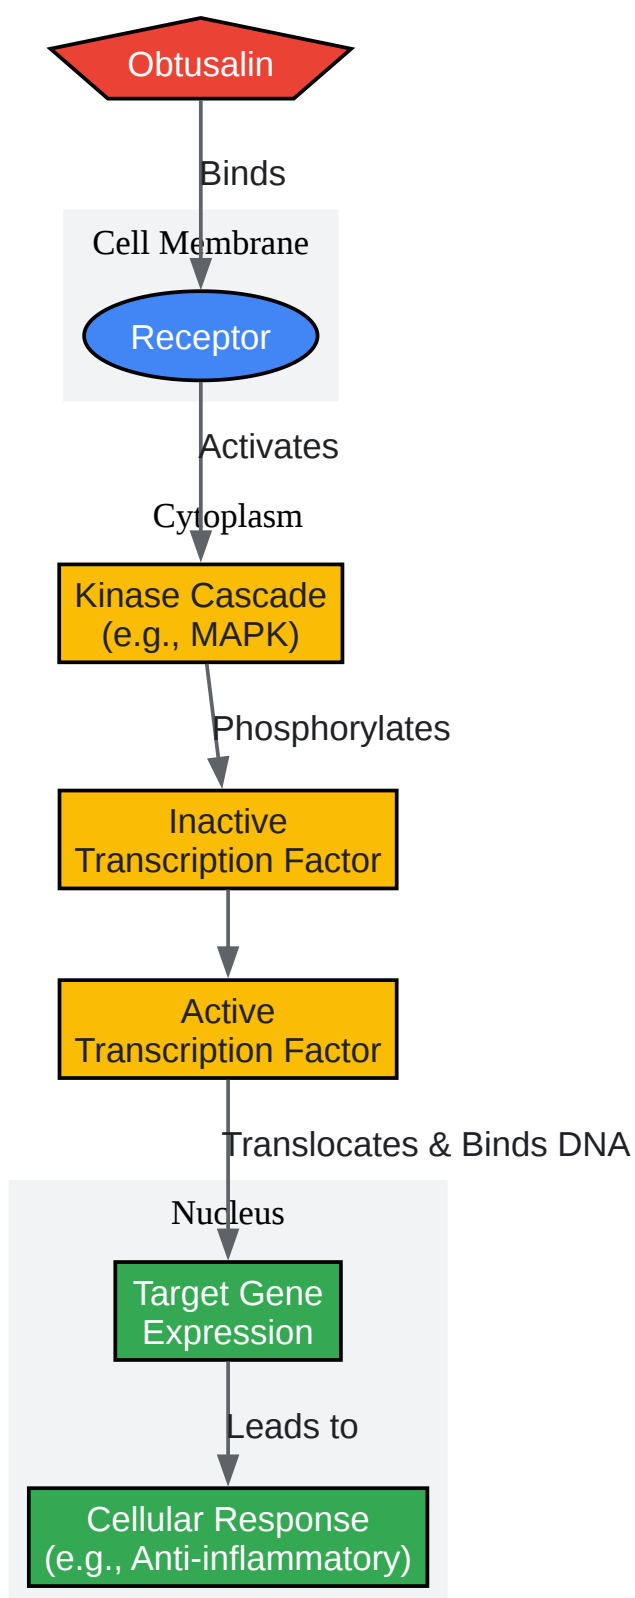 Obtusalin
Binds
Cell Membrane
Receptor
Activates
Cytoplasm
Kinase Cascade
(e.g., MAPK)
Phosphorylates
Inactive
Transcription Factor
Active
Transcription Factor
Translocates & Binds DNA
Nucleus
Target Gene
Expression
Leads to
Cellular Response
(e.g., Anti-inflammatory)